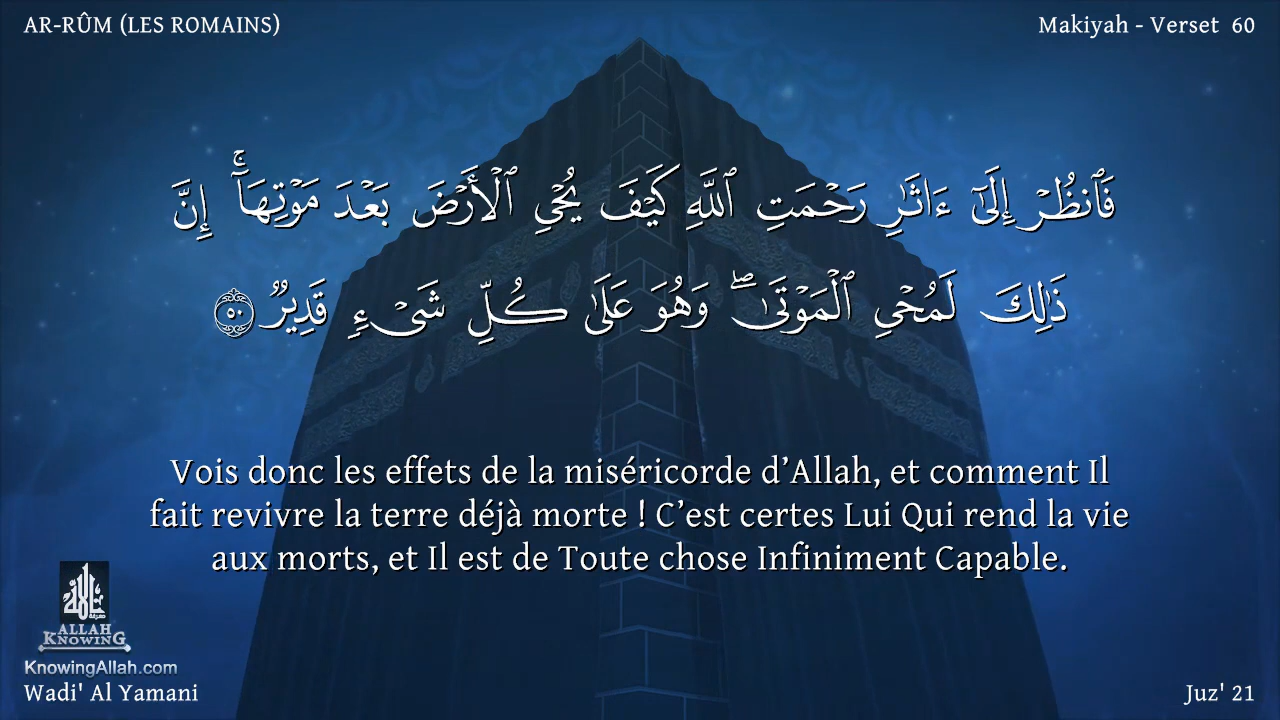 AR-RÛM (LES ROMAINS)
Makiyah - Verset 60
فَٱنظُرْ إِلَىٰٓ ءَاثَـٰرِ رَحْمَتِ ٱللَّهِ كَيْفَ يُحْىِ ٱلْأَرْضَ بَعْدَ مَوْتِهَآ ۚ إِنَّ
ذَٰلِكَ لَمُحْىِ ٱلْمَوْتَىٰ ۖ وَهُوَ عَلَىٰ كُلِّ شَىْءٍ قَدِيرٌ ٥٠
Vois donc les effets de la miséricorde d’Allah, et comment Il
fait revivre la terre déjà morte ! C’est certes Lui Qui rend la vie
aux morts, et Il est de Toute chose Infiniment Capable.
ALLAH
KNOWING
KnowingAllah.com
Wadi' Al Yamani
Juz' 21